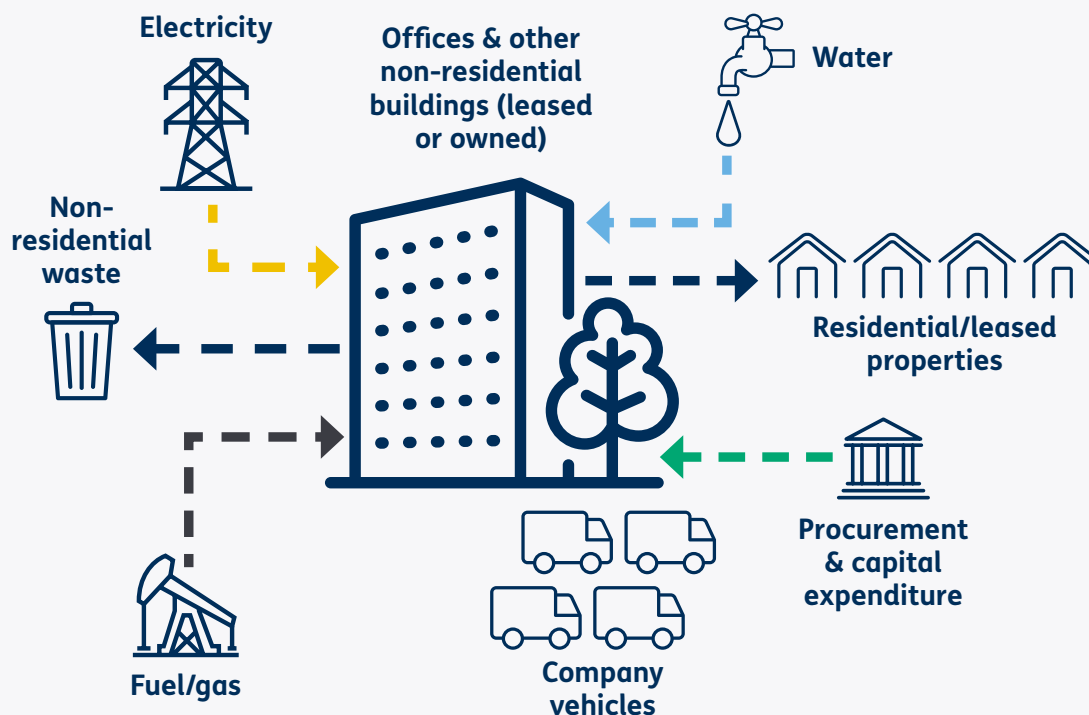 Electricity
Offices & other
non-residential
buildings (leased
or owned)
Water
Non-
residential
waste
Residential/leased
properties
Procurement
& capital
expenditure
Fuel/gas
Company
vehicles